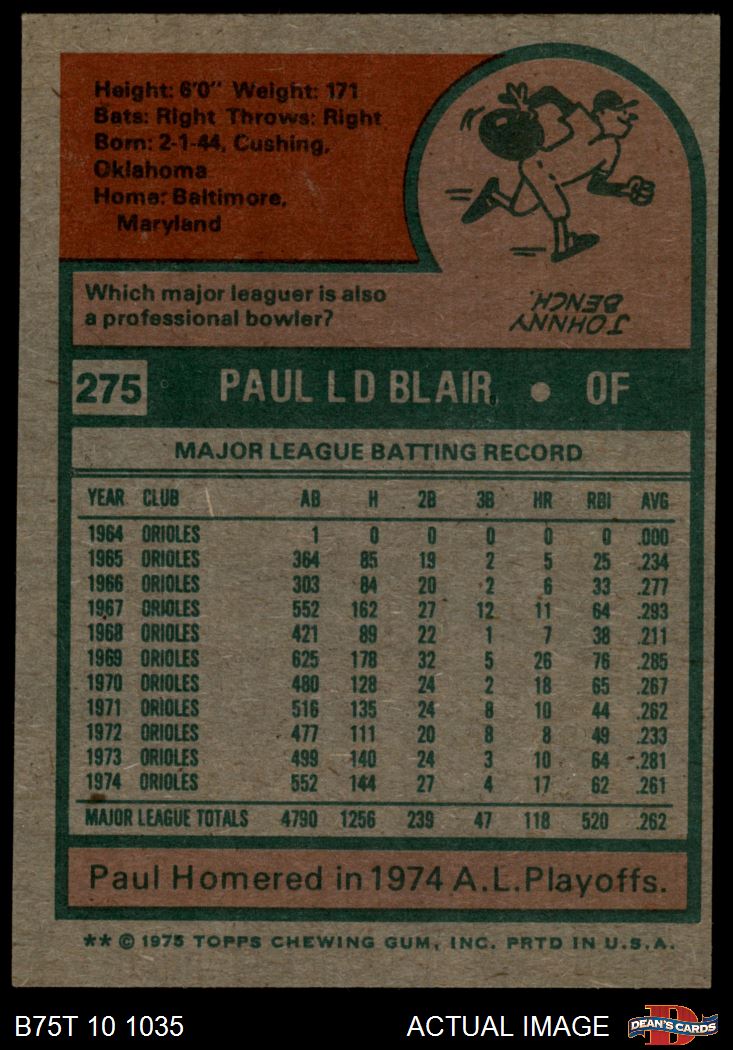 Height: 6'0" Weight: 171
Bats: Right Throws: Right
Born: 2-1-44, Cushing,
Oklahoma
Home: Baltimore,
Maryland
Which major leaguer is also
a professional bowler?
JOHNNY
BENCH.
275 PAUL L D BLAIR • OF
MAJOR LEAGUE BATTING RECORD
YEAR CLUB AB H 2B 3B HR RBI AVG
1964 ORIOLES 1 0 0 0 0 0 .000
1965 ORIOLES 364 85 19 2 5 25 .234
1966 ORIOLES 303 84 20 2 6 33 .277
1967 ORIOLES 552 162 27 12 11 64 .293
1968 ORIOLES 421 89 22 1 7 38 .211
1969 ORIOLES 625 178 32 5 26 76 .285
1970 ORIOLES 480 128 24 2 18 65 .267
1971 ORIOLES 516 135 24 8 10 44 .262
1972 ORIOLES 477 111 20 8 8 49 .233
1973 ORIOLES 499 140 24 3 10 64 .281
1974 ORIOLES 552 144 27 4 17 62 .261
MAJOR LEAGUE TOTALS 4790 1256 239 47 118 520 .262
Paul Homered in 1974 A.L. Playoffs.
** © 1975 TOPPS CHEWING GUM, INC. PRTD IN U.S.A.
B75T 10 1035 ACTUAL IMAGE DEAN'S CARDS